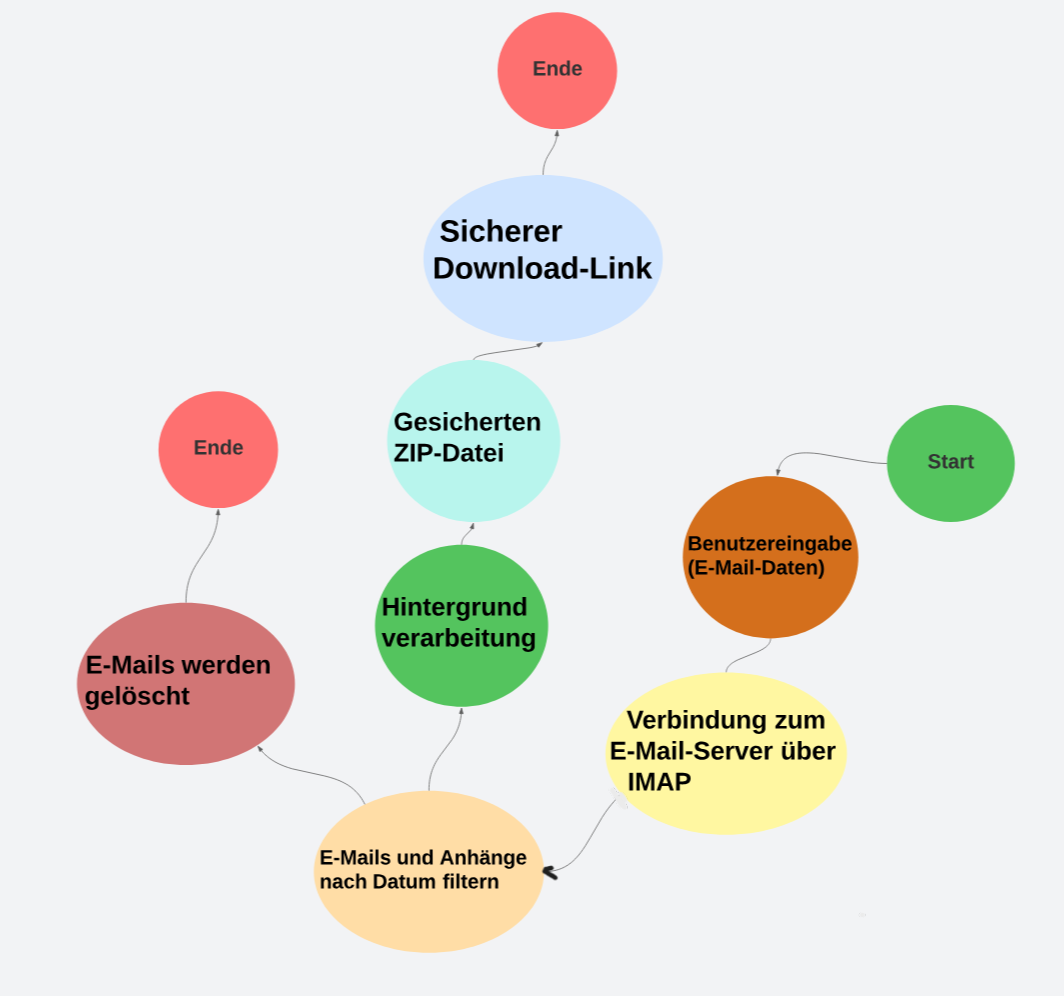 Ende
Sicherer
Download-Link
Gesicherten
ZIP-Datei
Ende
Start
Benutzereingabe
(E-Mail-Daten)
Hintergrund
verarbeitung
E-Mails werden
gelöscht
Verbindung zum
E-Mail-Server über
IMAP
E-Mails und Anhänge
nach Datum filtern